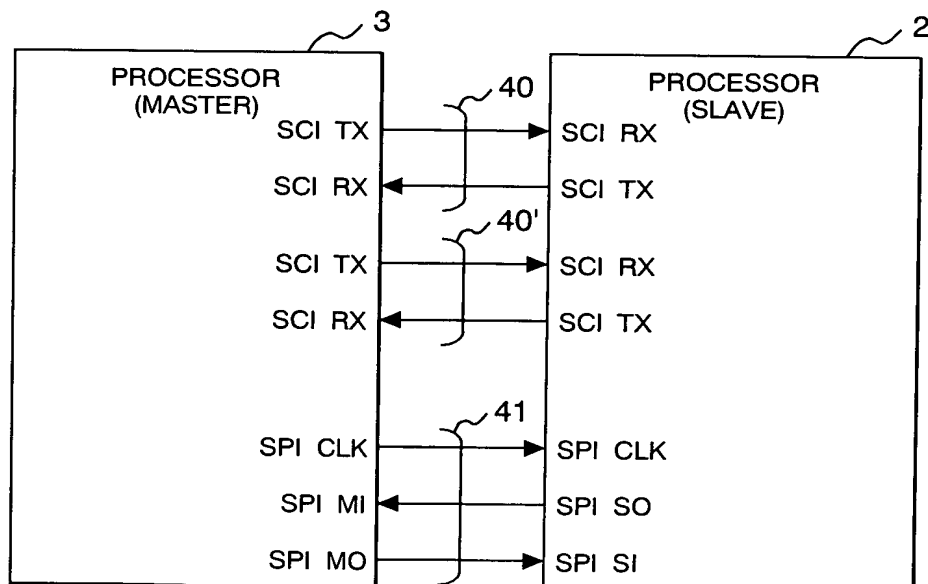 3
2
PROCESSOR
(MASTER)
PROCESSOR
(SLAVE)
40
SCI TX
SCI RX
SCI RX
SCI TX
40'
SCI TX
SCI RX
SCI RX
SCI TX
41
SPI CLK
SPI CLK
SPI MI
SPI SO
SPI MO
SPI SI